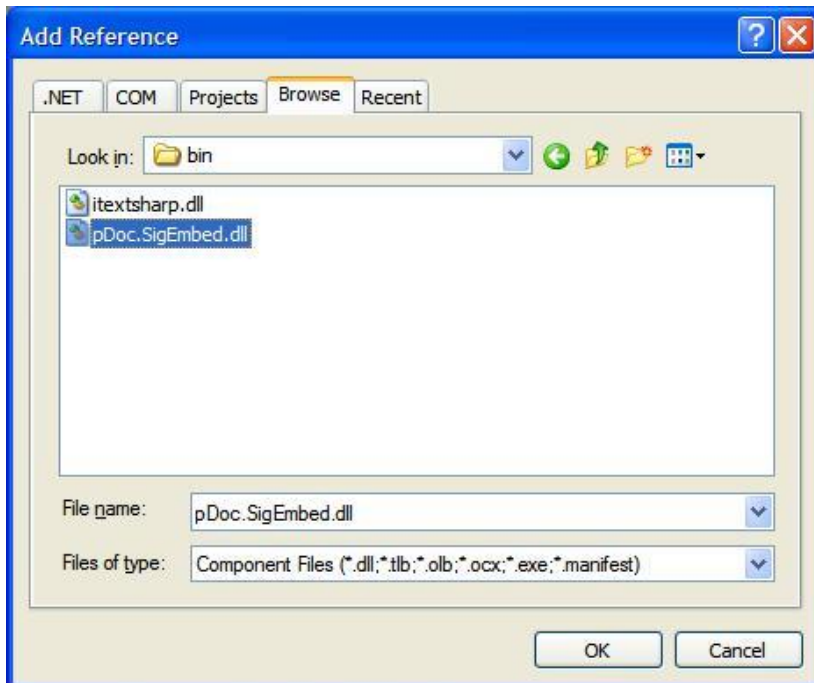 Add Reference
.NET COM Projects Browse Recent
Look in: bin
itextsharp.dll
pDoc.SigEmbed.dll
File name: pDoc.SigEmbed.dll
Files of type: Component Files (*.dll;*.tlb;*.olb;*.ocx;*.exe;*.manifest)
OK Cancel